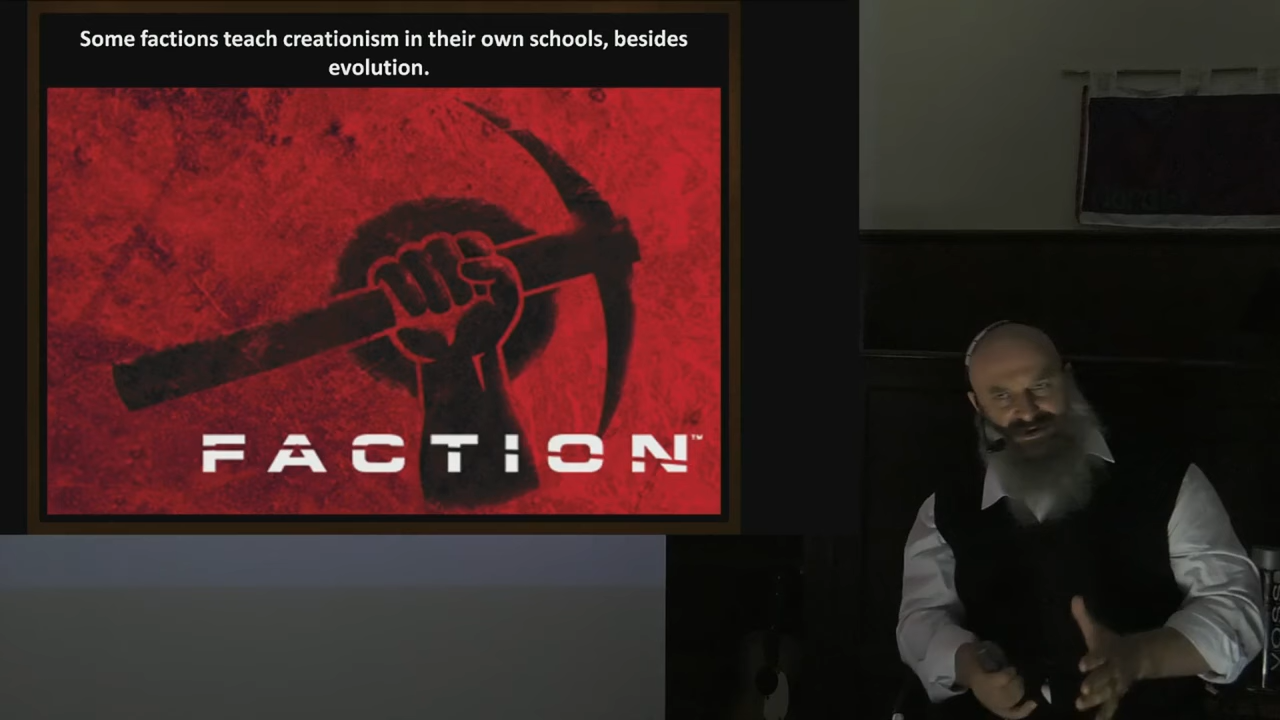 Some factions teach creationism in their own schools, besides
evolution.
FACTION™